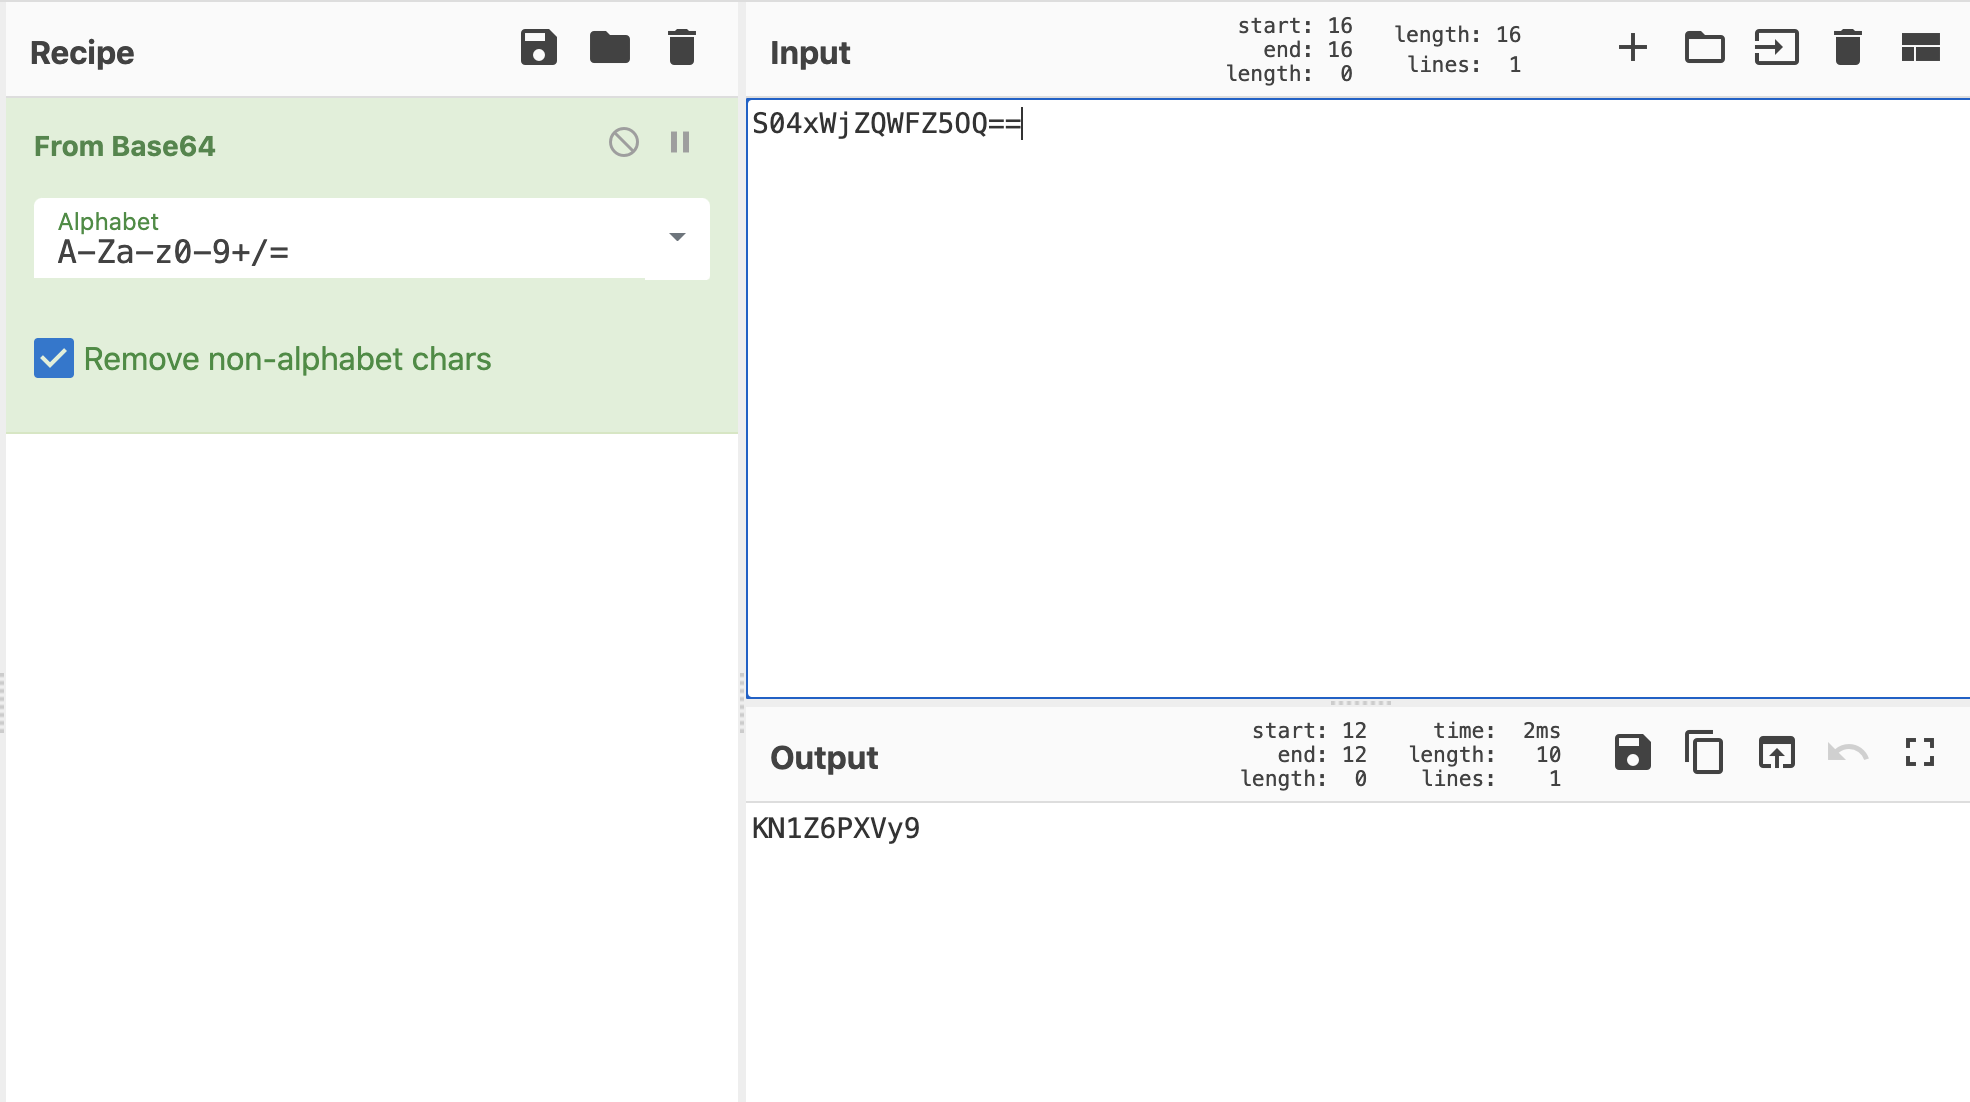 Recipe
From Base64
Alphabet
A-Za-z0-9+/=
Remove non-alphabet chars
Input
start: 16
end: 16
length: 0
length: 16
lines: 1
S04xWjZQWFZ5OQ==
Output
start: 12
end: 12
length: 0
time: 2ms
length: 10
lines: 1
KN1Z6PXVy9